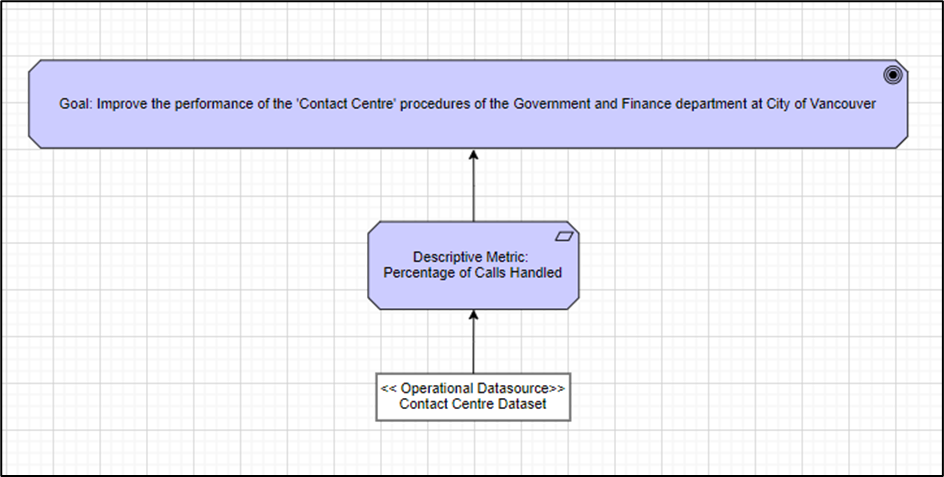 Goal: Improve the performance of the 'Contact Centre' procedures of the Government and Finance department at City of Vancouver
Descriptive Metric:
Percentage of Calls Handled
<< Operational Datasource>>
Contact Centre Dataset